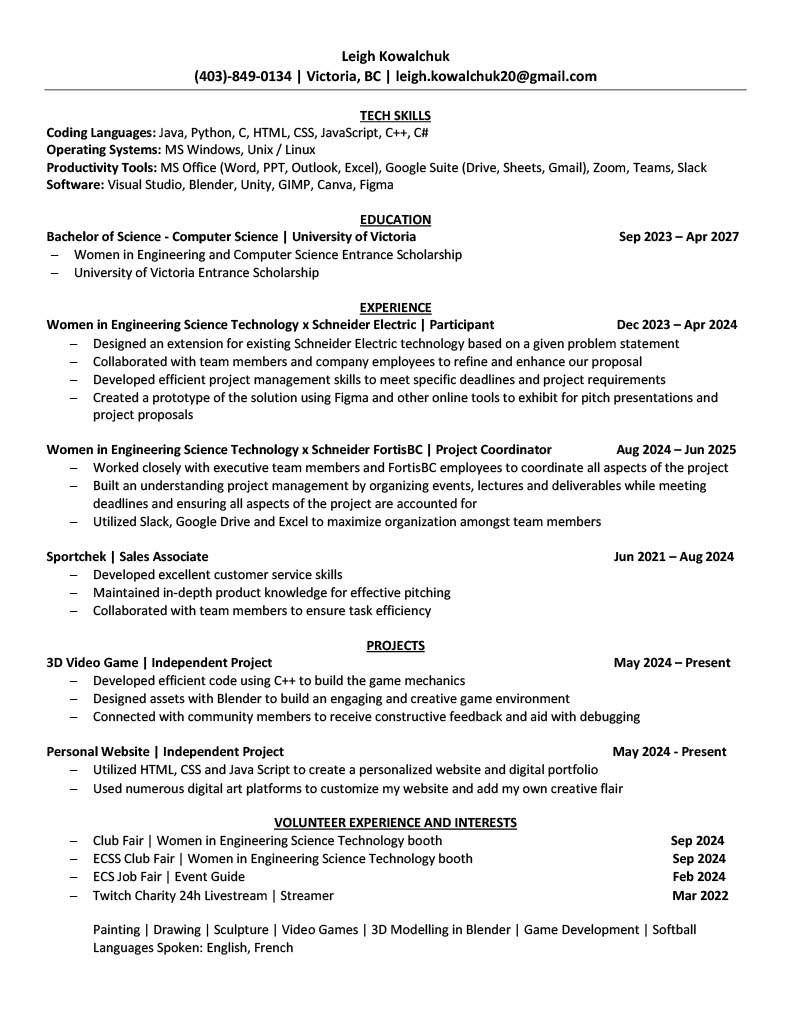 Leigh Kowalchuk
(403)-849-0134 | Victoria, BC | leigh.kowalchuk20@gmail.com
TECH SKILLS
Coding Languages: Java, Python, C, HTML, CSS, JavaScript, C++, C#
Operating Systems: MS Windows, Unix / Linux
Productivity Tools: MS Office (Word, PPT, Outlook, Excel), Google Suite (Drive, Sheets, Gmail), Zoom, Teams, Slack
Software: Visual Studio, Blender, Unity, GIMP, Canva, Figma
EDUCATION
Bachelor of Science - Computer Science | University of Victoria Sep 2023 – Apr 2027
– Women in Engineering and Computer Science Entrance Scholarship
– University of Victoria Entrance Scholarship
EXPERIENCE
Women in Engineering Science Technology x Schneider Electric | Participant Dec 2023 – Apr 2024
– Designed an extension for existing Schneider Electric technology based on a given problem statement
– Collaborated with team members and company employees to refine and enhance our proposal
– Developed efficient project management skills to meet specific deadlines and project requirements
– Created a prototype of the solution using Figma and other online tools to exhibit for pitch presentations and
project proposals
Women in Engineering Science Technology x Schneider FortisBC | Project Coordinator Aug 2024 – Jun 2025
– Worked closely with executive team members and FortisBC employees to coordinate all aspects of the project
– Built an understanding project management by organizing events, lectures and deliverables while meeting
deadlines and ensuring all aspects of the project are accounted for
– Utilized Slack, Google Drive and Excel to maximize organization amongst team members
Sportchek | Sales Associate Jun 2021 – Aug 2024
– Developed excellent customer service skills
– Maintained in-depth product knowledge for effective pitching
– Collaborated with team members to ensure task efficiency
PROJECTS
3D Video Game | Independent Project May 2024 – Present
– Developed efficient code using C++ to build the game mechanics
– Designed assets with Blender to build an engaging and creative game environment
– Connected with community members to receive constructive feedback and aid with debugging
Personal Website | Independent Project May 2024 - Present
– Utilized HTML, CSS and Java Script to create a personalized website and digital portfolio
– Used numerous digital art platforms to customize my website and add my own creative flair
VOLUNTEER EXPERIENCE AND INTERESTS
– Club Fair | Women in Engineering Science Technology booth Sep 2024
– ECSS Club Fair | Women in Engineering Science Technology booth Sep 2024
– ECS Job Fair | Event Guide Feb 2024
– Twitch Charity 24h Livestream | Streamer Mar 2022
Painting | Drawing | Sculpture | Video Games | 3D Modelling in Blender | Game Development | Softball
Languages Spoken: English, French